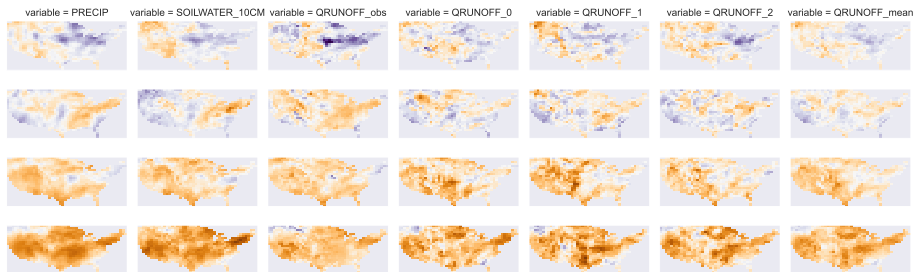 variable = PRECIP
variable = SOILWATER_10CM
variable = QRUNOFF_obs
variable = QRUNOFF_0
variable = QRUNOFF_1
variable = QRUNOFF_2
variable = QRUNOFF_mean